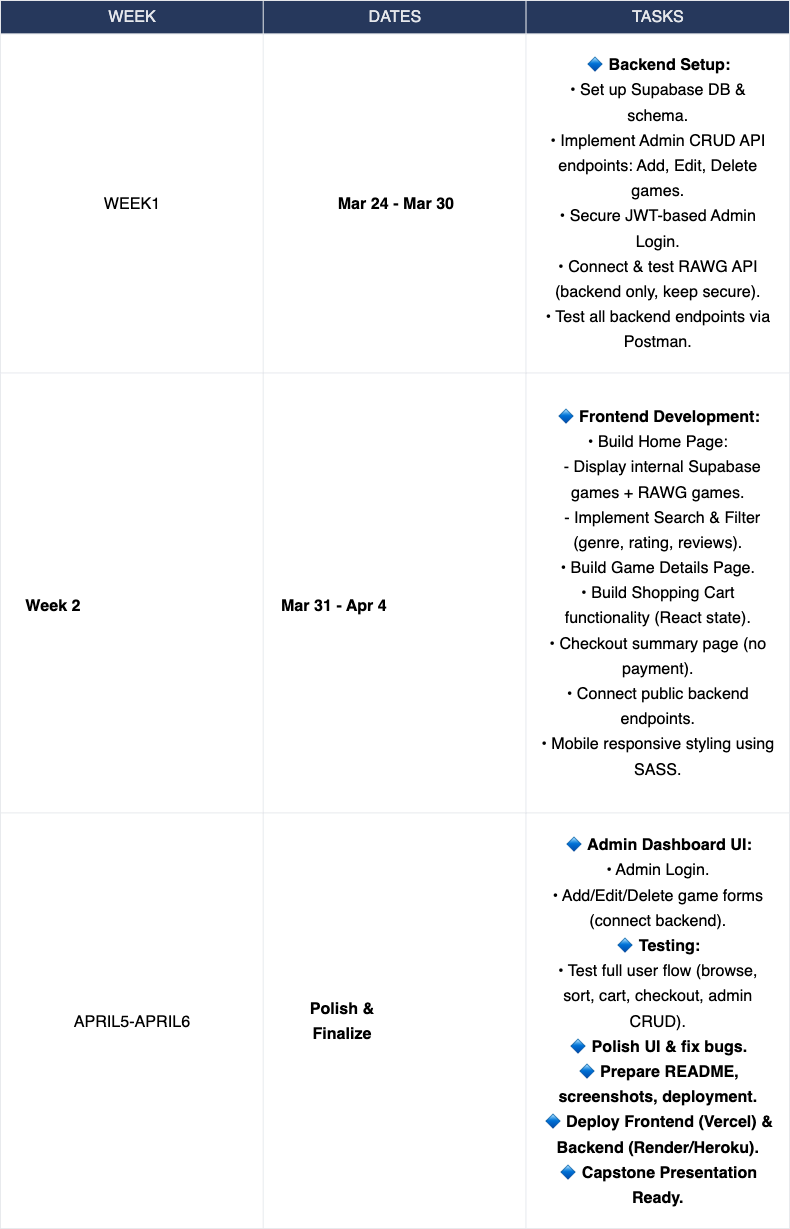 WEEK DATES TASKS
WEEK1
Mar 24 - Mar 30
🔷 Backend Setup:
• Set up Supabase DB &
schema.
• Implement Admin CRUD API
endpoints: Add, Edit, Delete
games.
• Secure JWT-based Admin
Login.
• Connect & test RAWG API
(backend only, keep secure).
• Test all backend endpoints via
Postman.
Week 2
Mar 31 - Apr 4
🔷 Frontend Development:
• Build Home Page:
- Display internal Supabase
games + RAWG games.
- Implement Search & Filter
(genre, rating, reviews).
• Build Game Details Page.
• Build Shopping Cart
functionality (React state).
• Checkout summary page (no
payment).
• Connect public backend
endpoints.
• Mobile responsive styling using
SASS.
APRIL5-APRIL6
Polish &
Finalize
🔷 Admin Dashboard UI:
• Admin Login.
• Add/Edit/Delete game forms
(connect backend).
🔷 Testing:
• Test full user flow (browse,
sort, cart, checkout, admin
CRUD).
🔷 Polish UI & fix bugs.
🔷 Prepare README,
screenshots, deployment.
🔷 Deploy Frontend (Vercel) &
Backend (Render/Heroku).
🔷 Capstone Presentation
Ready.